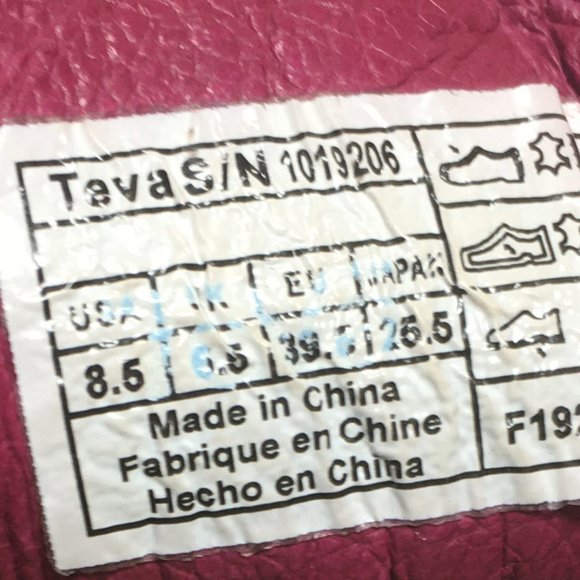 Teva S/N 1019206
USA UK EU JAPAN
8.5 6.5 39.5 25.5
Made in China
Fabrique en Chine
Hecho en China
F19